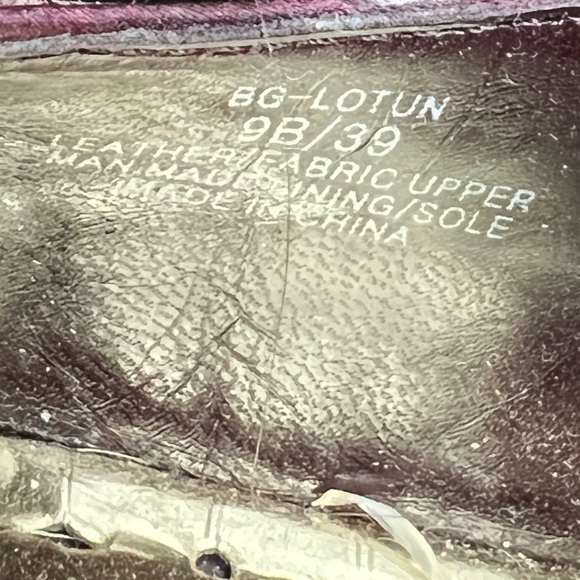 BG-LOTUN
9B/39
LEATHER/FABRIC UPPER
MAN.MADE LINING/SOLE
MADE IN CHINA